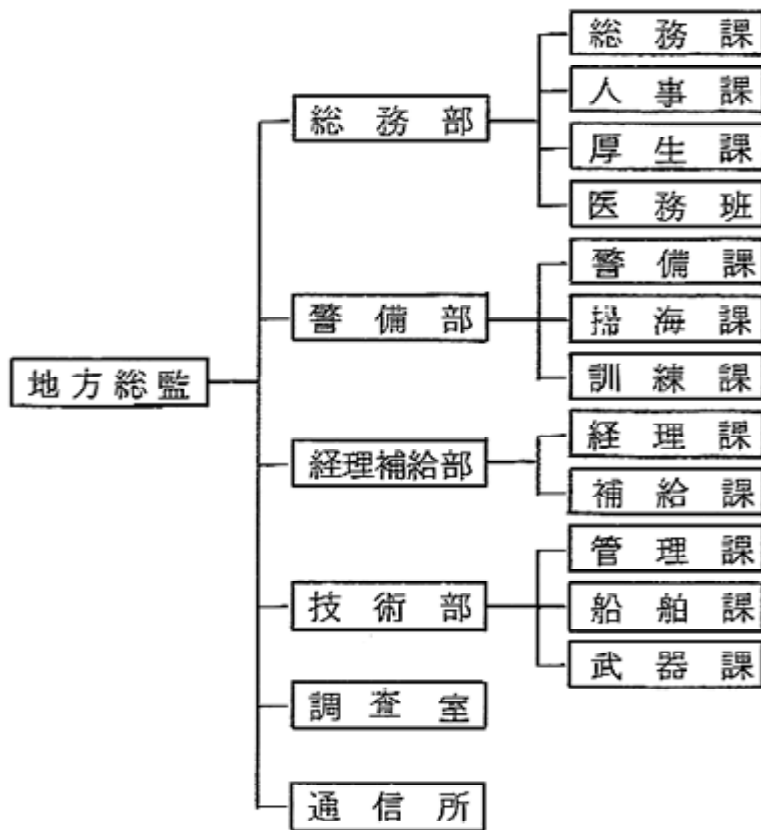 地方総監
総務部
総務課
人事課
厚生課
医務班
警備部
警備課
掃海課
訓練課
経理補給部
経理課
補給課
技術部
管理課
船舶課
武器課
調査室
通信所